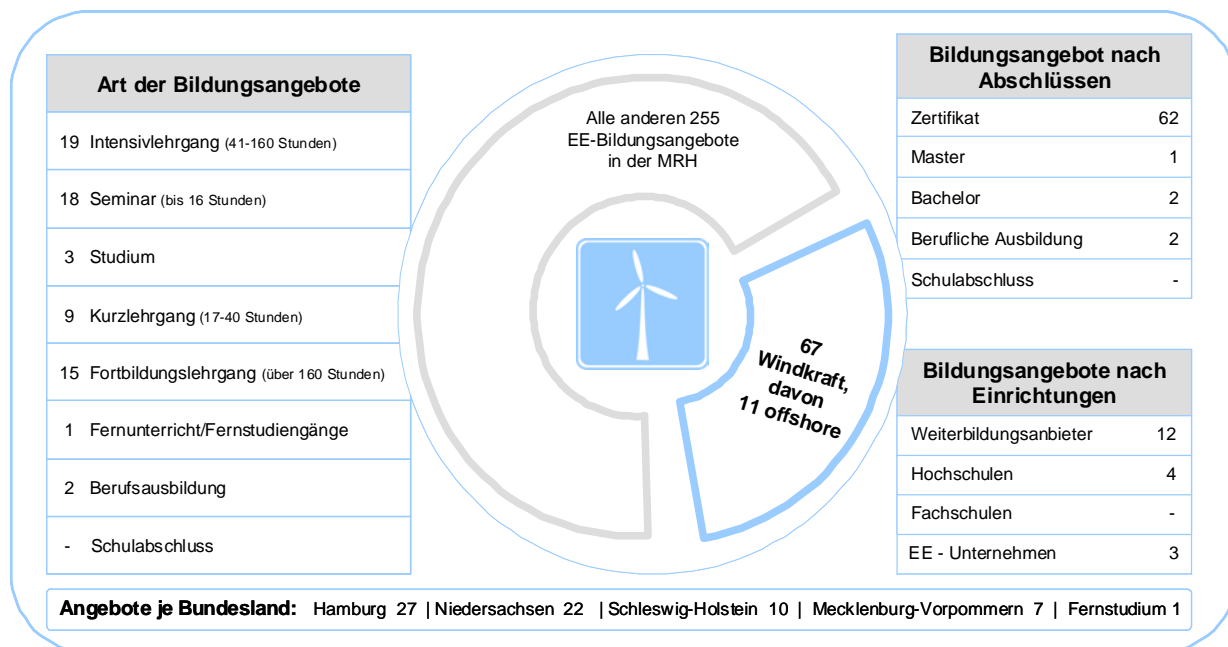 Art der Bildungsangebote
19 Intensivlehrgang (41-160 Stunden)
18 Seminar (bis 16 Stunden)
3 Studium
9 Kurzlehrgang (17-40 Stunden)
15 Fortbildungslehrgang (über 160 Stunden)
1 Fernunterricht/Fernstudiengänge
2 Berufsausbildung
- Schulabschluss
Alle anderen 255
EE-Bildungsangebote
in der MRH
67
Windkraft,
davon
11 offshore
Bildungsangebot nach
Abschlüssen
Zertifikat 62
Master 1
Bachelor 2
Berufliche Ausbildung 2
Schulabschluss -
Bildungsangebote nach
Einrichtungen
Weiterbildungsanbieter 12
Hochschulen 4
Fachschulen -
EE - Unternehmen 3
Angebote je Bundesland: Hamburg 27 | Niedersachsen 22 | Schleswig-Holstein 10 | Mecklenburg-Vorpommern 7 | Fernstudium 1